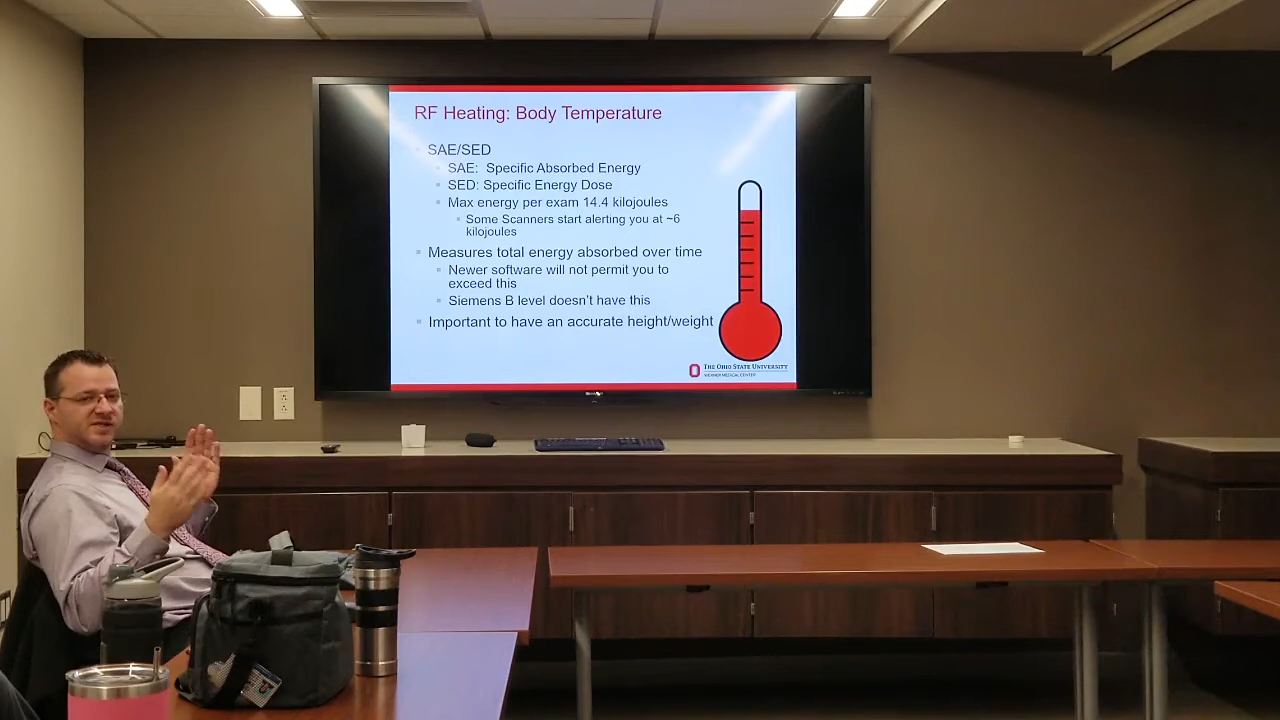 RF Heating: Body Temperature
SAE/SED
SAE: Specific Absorbed Energy
SED: Specific Energy Dose
Max energy per exam 14.4 kilojoules
Some Scanners start alerting you at ~6
kilojoules
Measures total energy absorbed over time
Newer software will not permit you to
exceed this
Siemens B level doesn't have this
Important to have an accurate height/weight
THE OHIO STATE UNIVERSITY
WEXNER MEDICAL CENTER